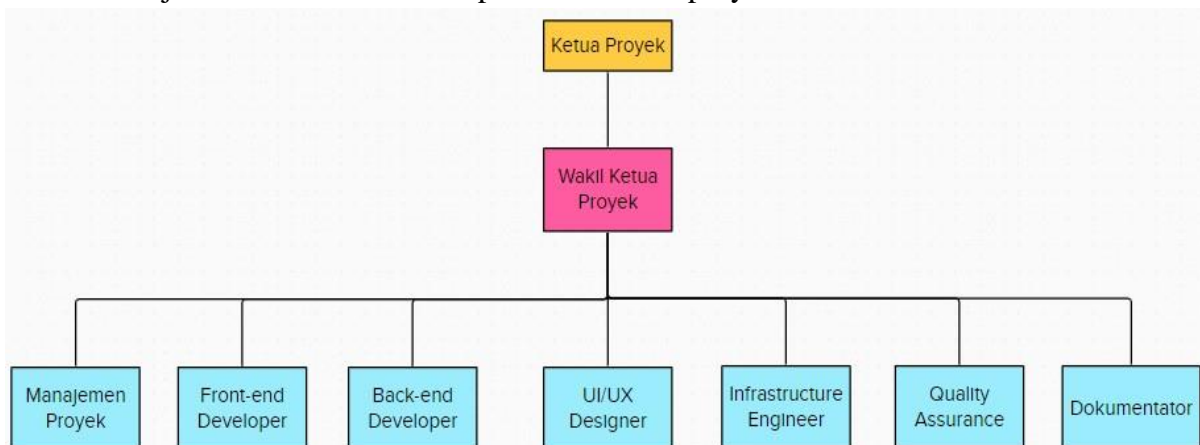 Ketua Proyek
Wakil Ketua
Proyek
Manajemen
Proyek
Front-end
Developer
Back-end
Developer
UI/UX
Designer
Infrastructure
Engineer
Quality
Assurance
Dokumentator